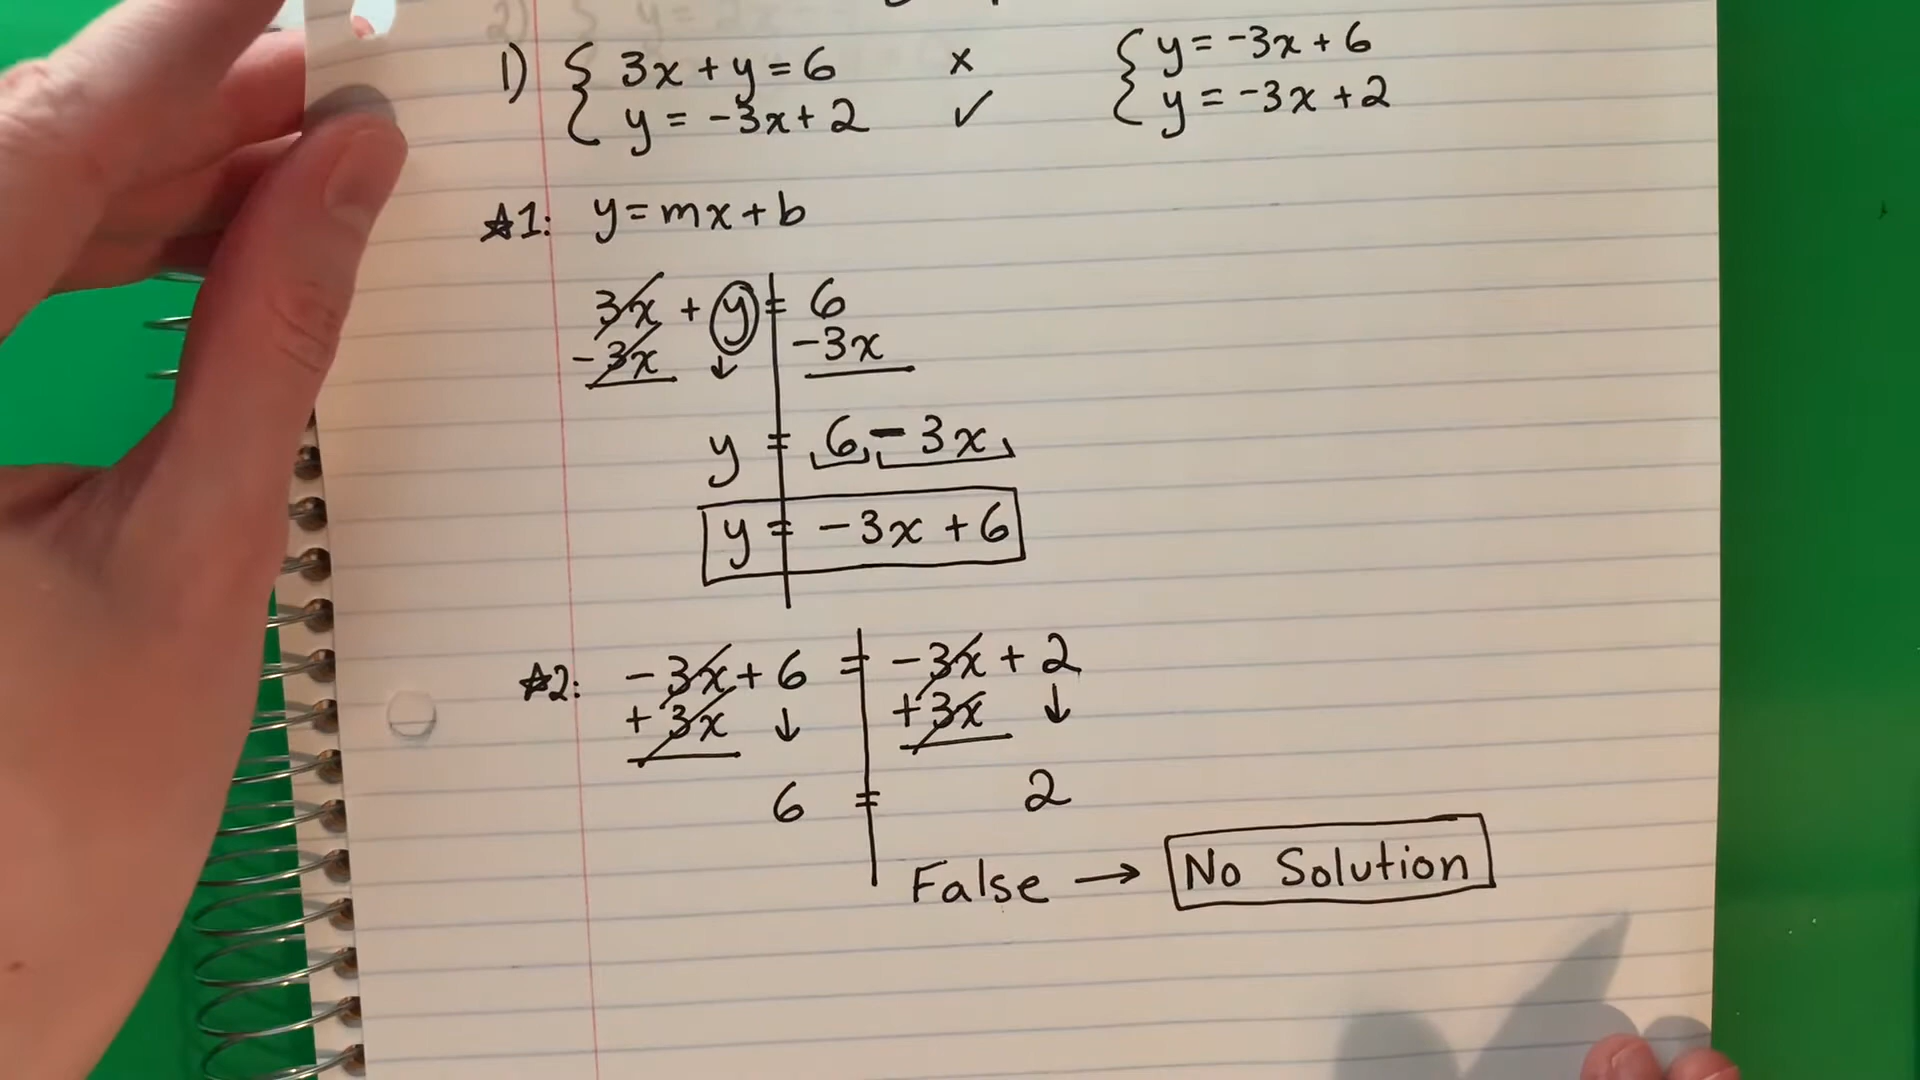 1) { 3x + y = 6 x { y = -3x + 6
y = -3x + 2 ✓ y = -3x + 2
☆1: y = mx + b
3x + y = 6
-3x ↓ -3x
y = 6 - 3x
y = -3x + 6
☆2: -3x + 6 = -3x + 2
+3x ↓ +3x ↓
6 = 2
False → No Solution